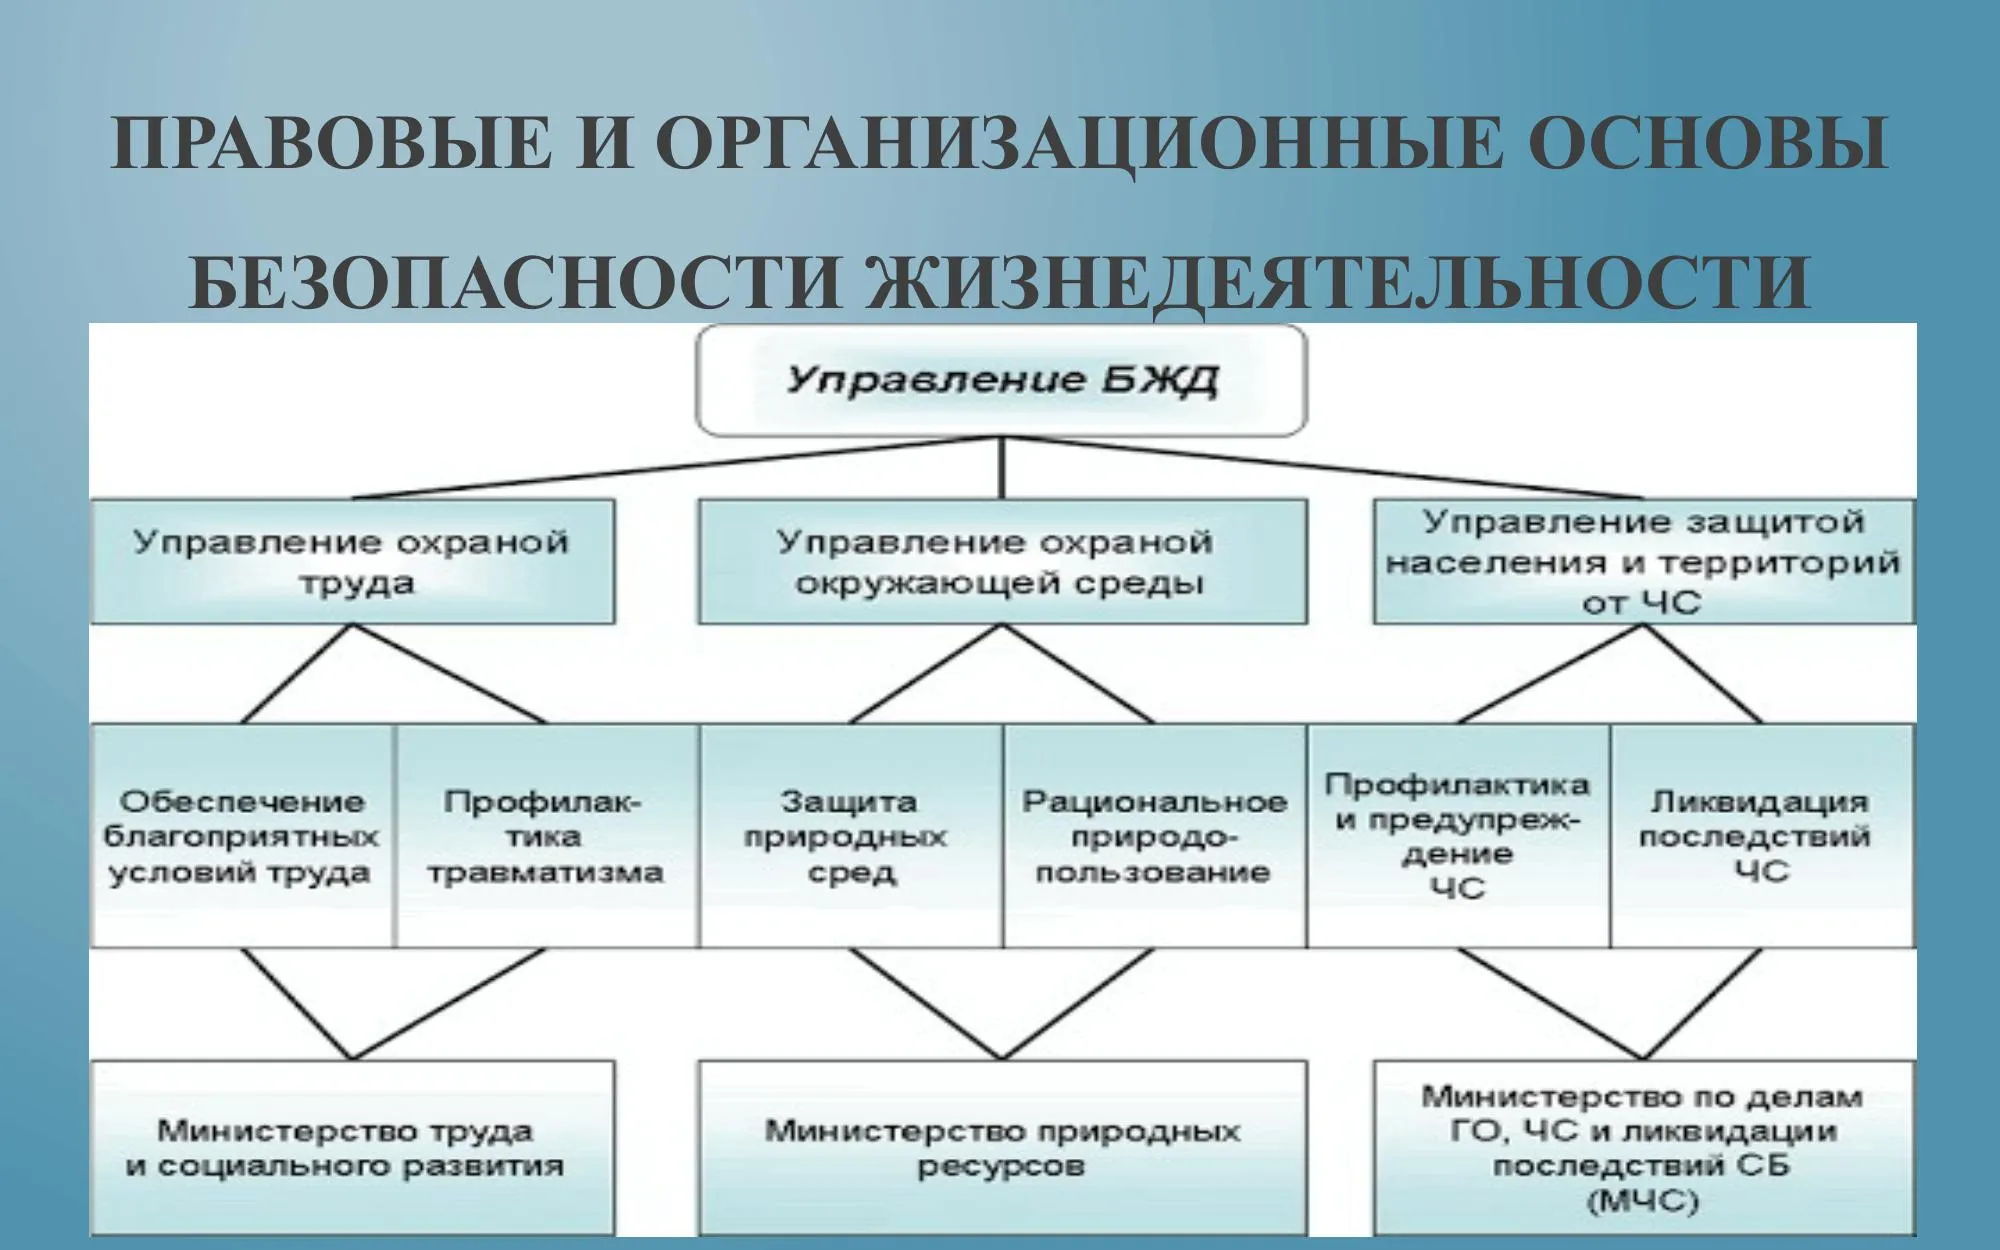 ПРАВОВЫЕ И ОРГАНИЗАЦИОННЫЕ ОСНОВЫ
БЕЗОПАСНОСТИ ЖИЗНЕДЕЯТЕЛЬНОСТИ
Управление БЖД
Управление охраной
труда
Управление охраной
окружающей среды
Управление защитой
населения и территорий
от ЧС
Обеспечение
благоприятных
условий труда
Профилак-
тика
травматизма
Защита
природных
сред
Рациональное
природо-
пользование
Профилактика
и предупреж-
дение
ЧС
Ликвидация
последствий
ЧС
Министерство труда
и социального развития
Министерство природных
ресурсов
Министерство по делам
ГО, ЧС и ликвидации
последствий СБ
(МЧС)